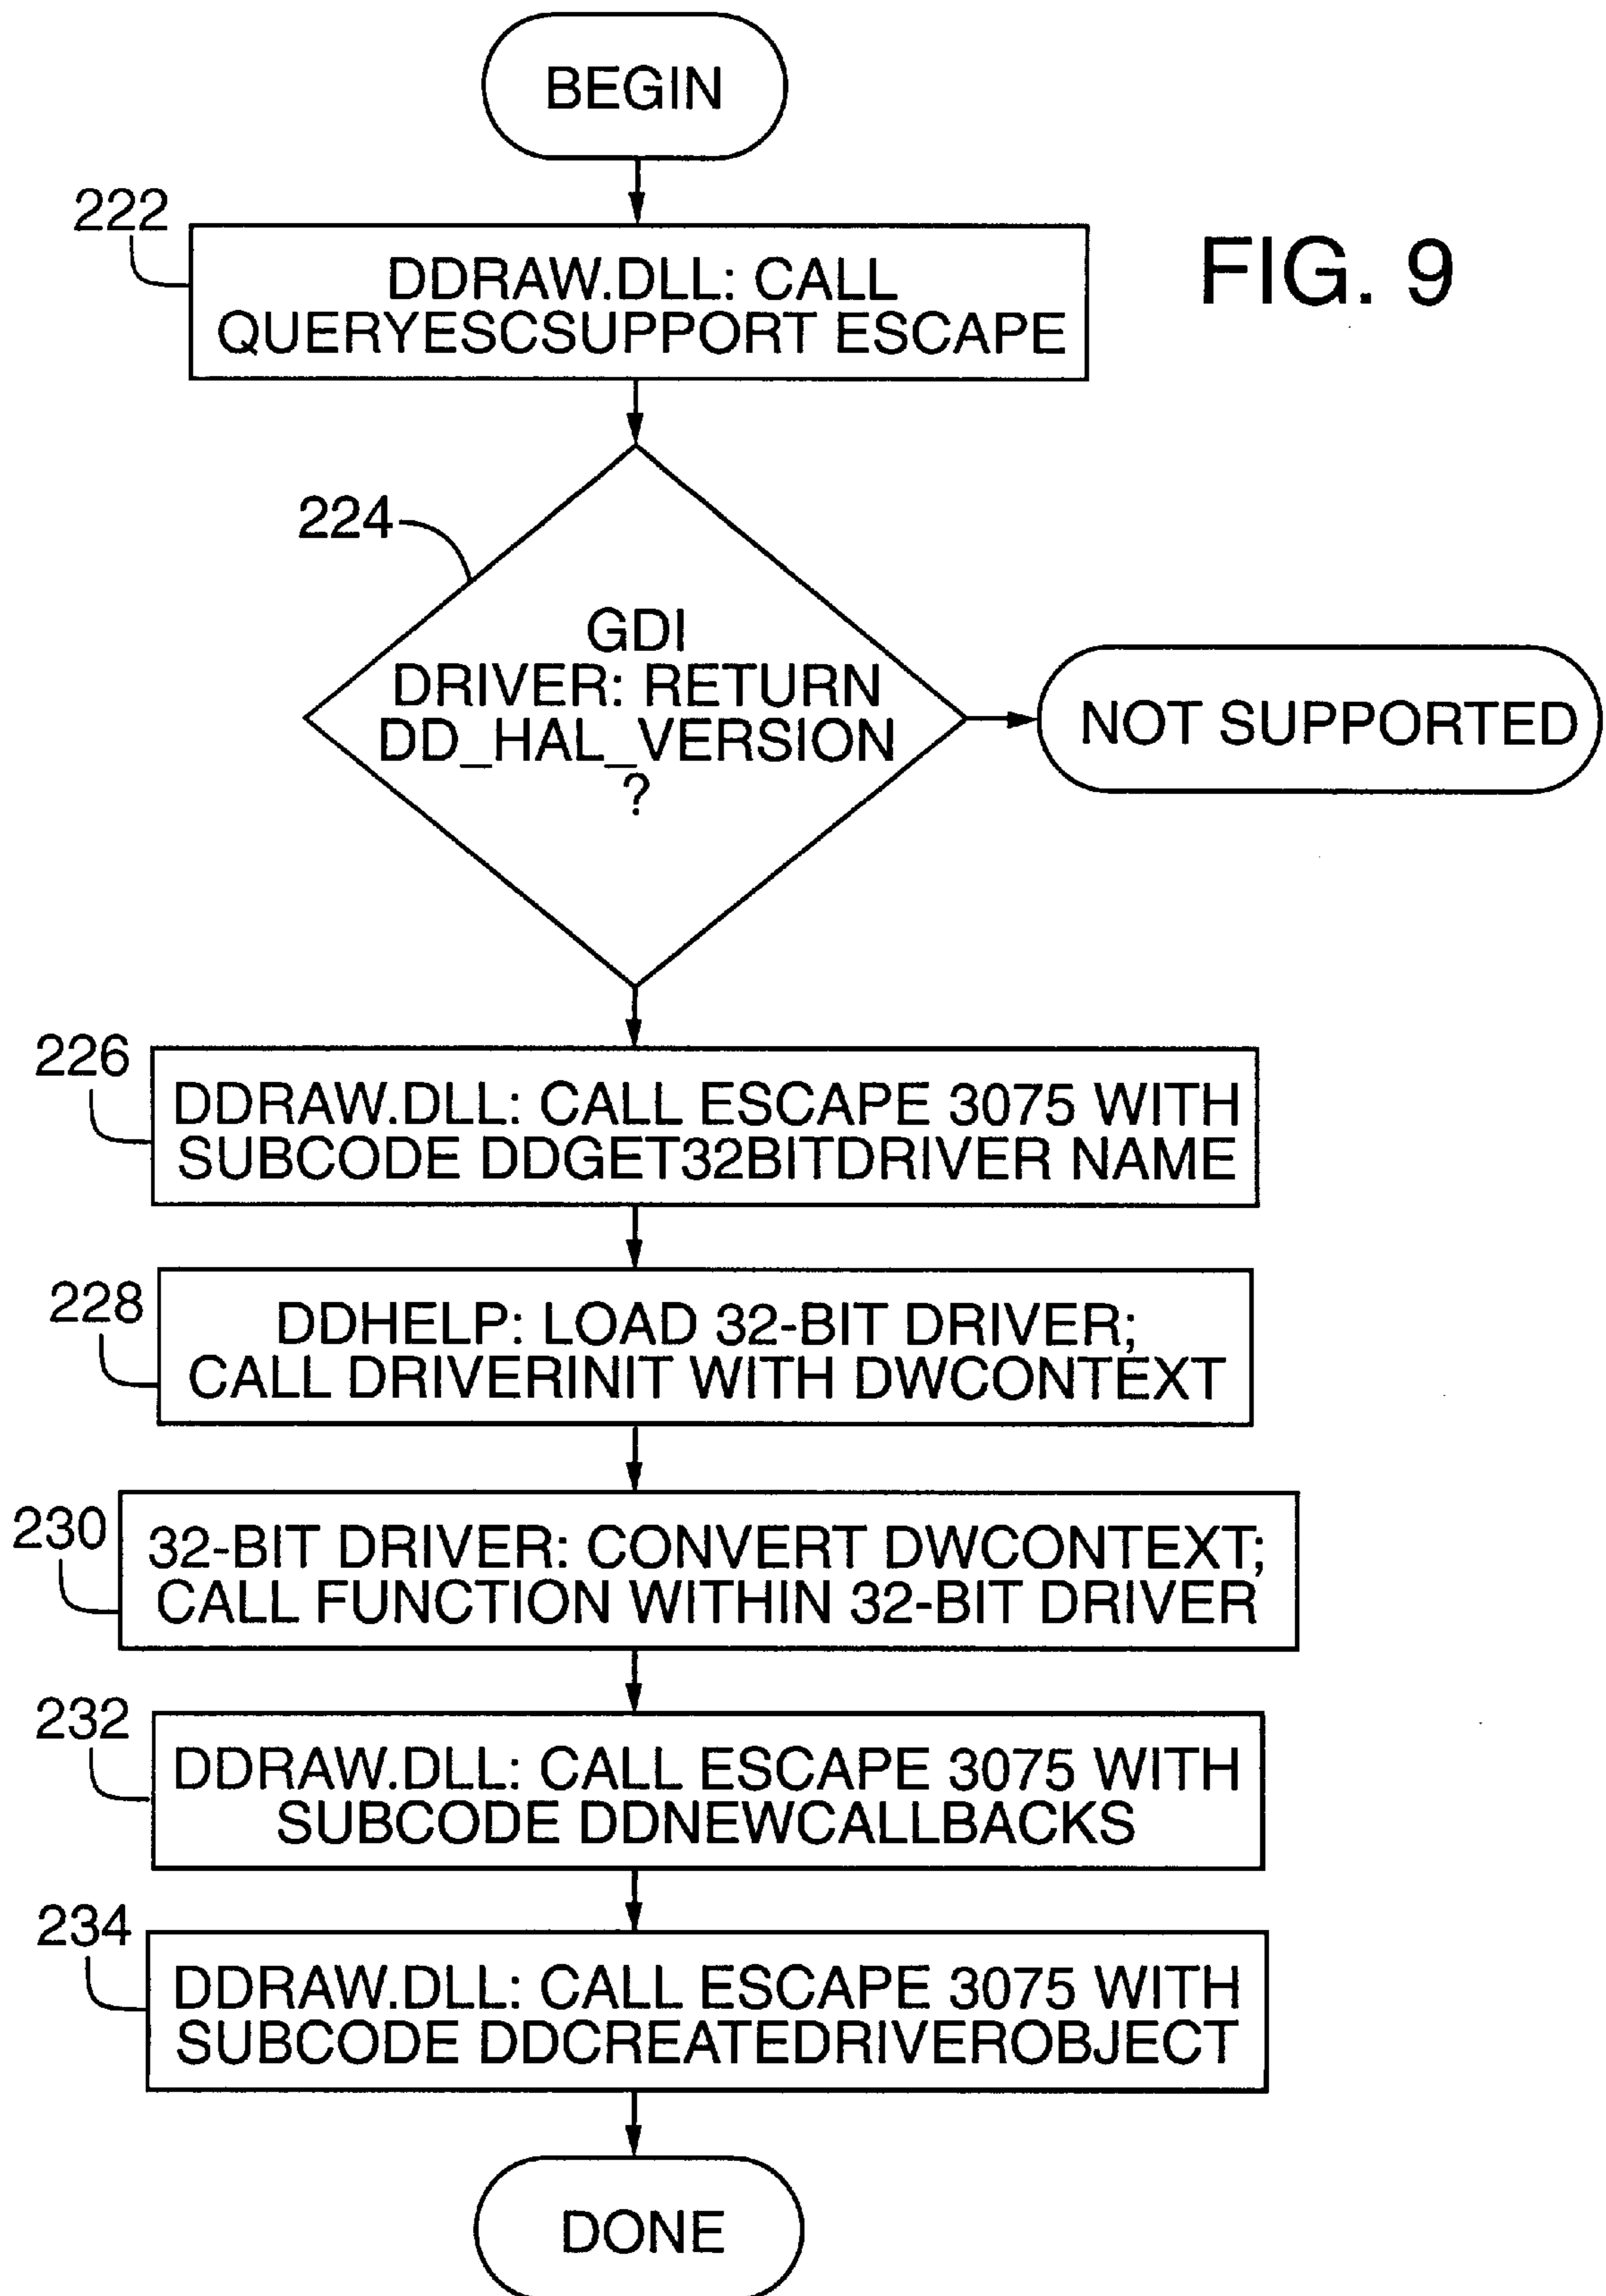 BEGIN
222
DDRAW.DLL: CALL
QUERYESCSUPPORT ESCAPE
FIG. 9
224
GDI
DRIVER: RETURN
DD_HAL_VERSION
?
NOT SUPPORTED
226
DDRAW.DLL: CALL ESCAPE 3075 WITH
SUBCODE DDGET32BITDRIVER NAME
228
DDHELP: LOAD 32-BIT DRIVER;
CALL DRIVERINIT WITH DWCONTEXT
230
32-BIT DRIVER: CONVERT DWCONTEXT;
CALL FUNCTION WITHIN 32-BIT DRIVER
232
DDRAW.DLL: CALL ESCAPE 3075 WITH
SUBCODE DDNEWCALLBACKS
234
DDRAW.DLL: CALL ESCAPE 3075 WITH
SUBCODE DDCREATEDRIVEROBJECT
DONE